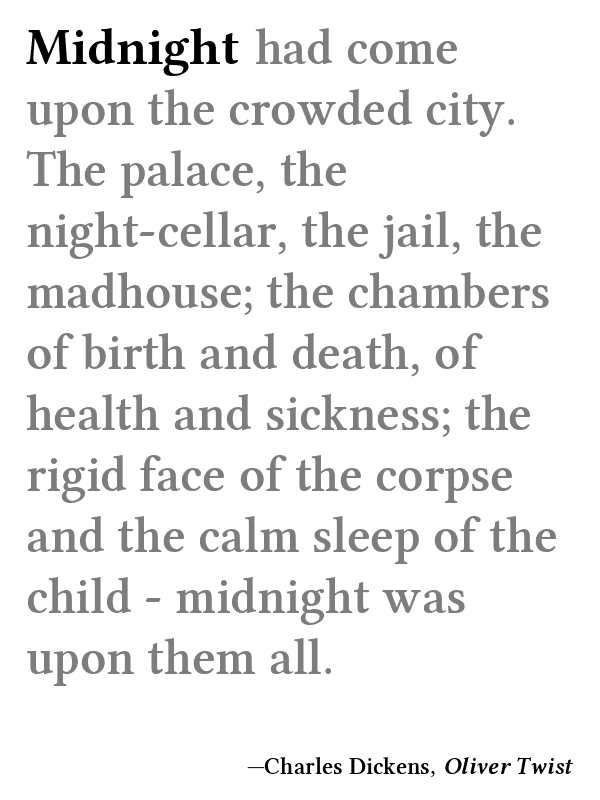 Midnight had come
upon the crowded city.
The palace, the
night-cellar, the jail, the
madhouse; the chambers
of birth and death, of
health and sickness; the
rigid face of the corpse
and the calm sleep of the
child - midnight was
upon them all.
—Charles Dickens, Oliver Twist